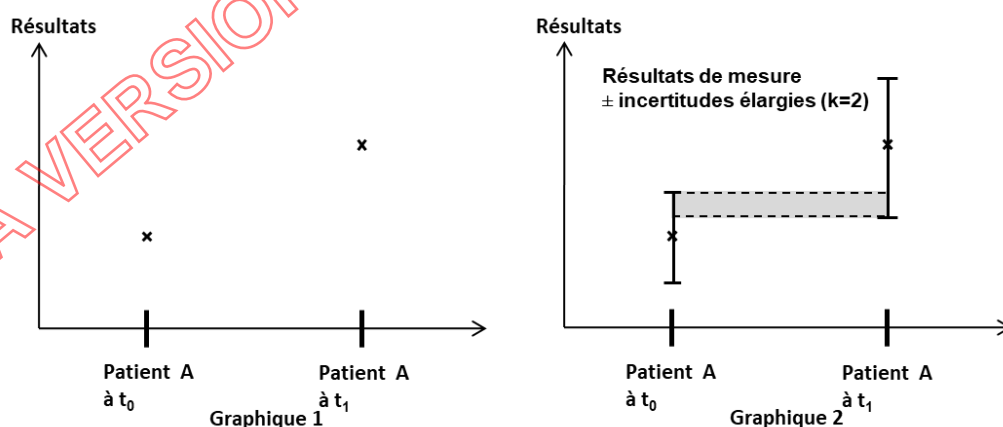 A VERSION
Résultats
Patient A
à t0
Patient A
à t1
Graphique 1
Résultats
Résultats de mesure
± incertitudes élargies (k=2)
Patient A
à t0
Patient A
à t1
Graphique 2